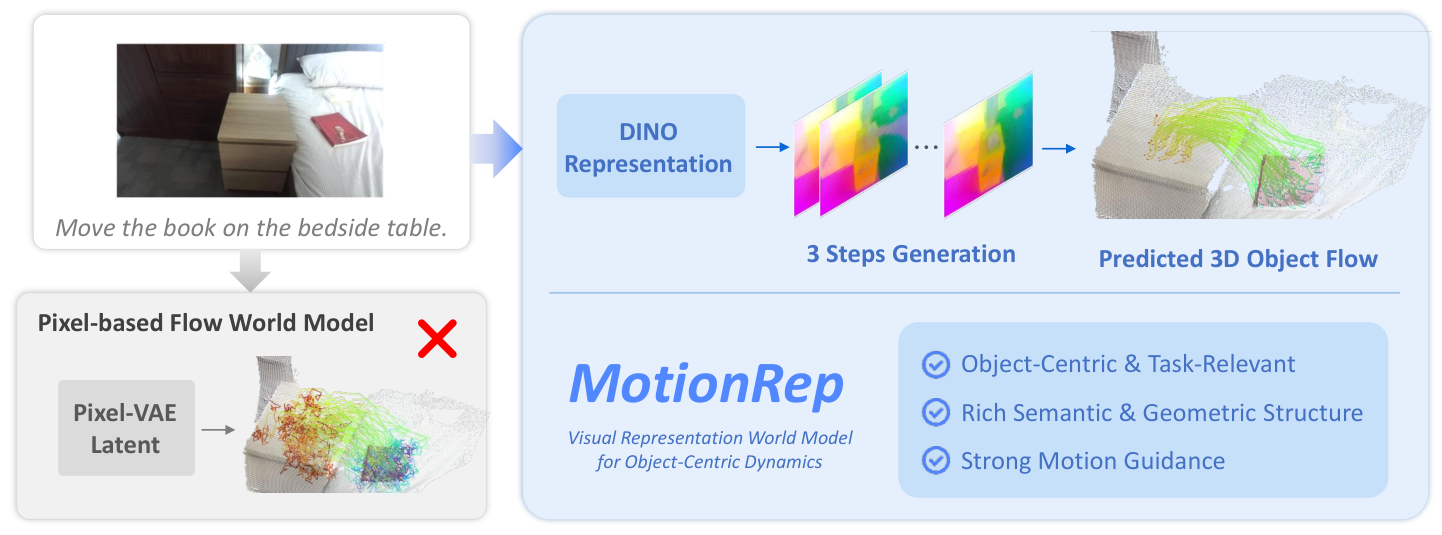 Move the book on the bedside table.
Pixel-based Flow World Model
Pixel-VAE
Latent
DINO
Representation
...
3 Steps Generation
Predicted 3D Object Flow
MotionRep
Visual Representation World Model
for Object-Centric Dynamics
Object-Centric & Task-Relevant
Rich Semantic & Geometric Structure
Strong Motion Guidance